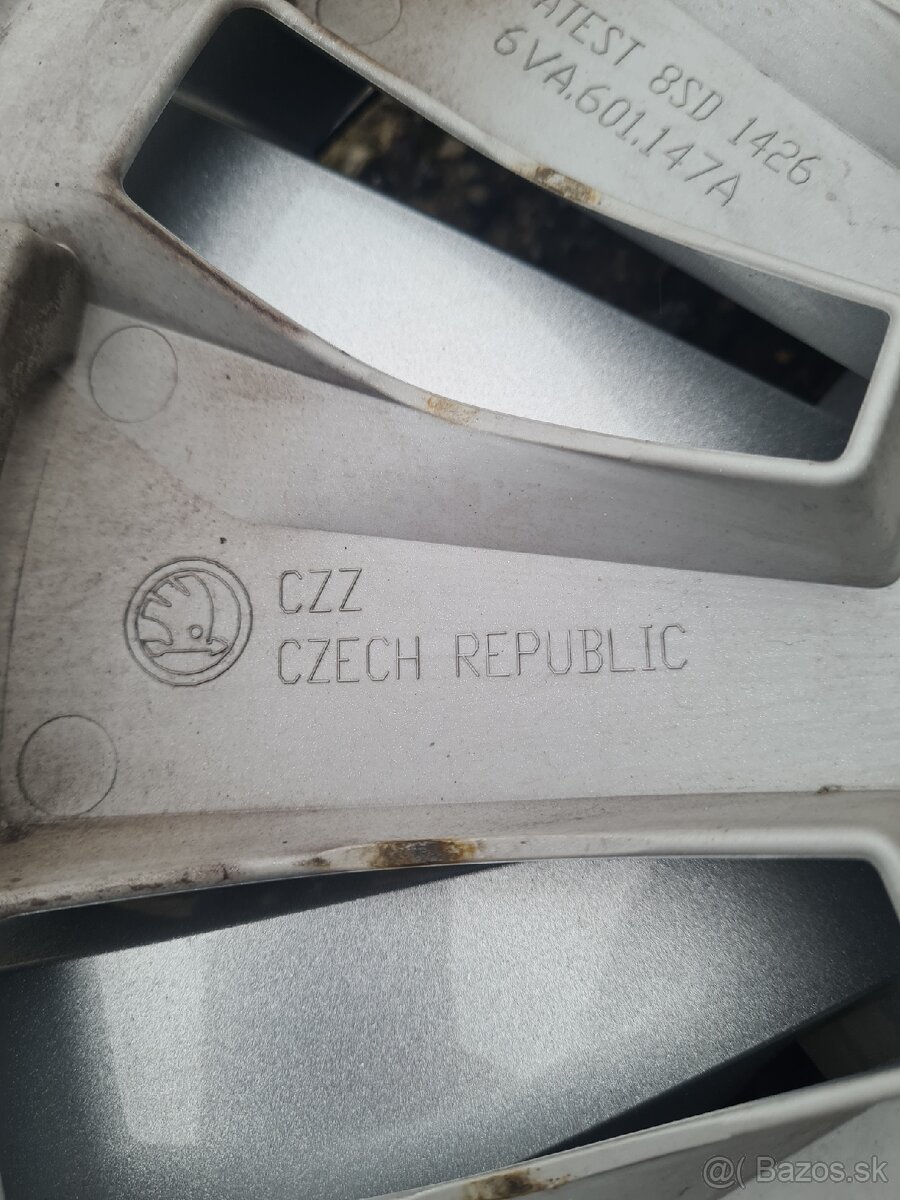 ATEST 8SD 1426
6VA.601.147A
CZZ
CZECH REPUBLIC
@( Bazos.sk